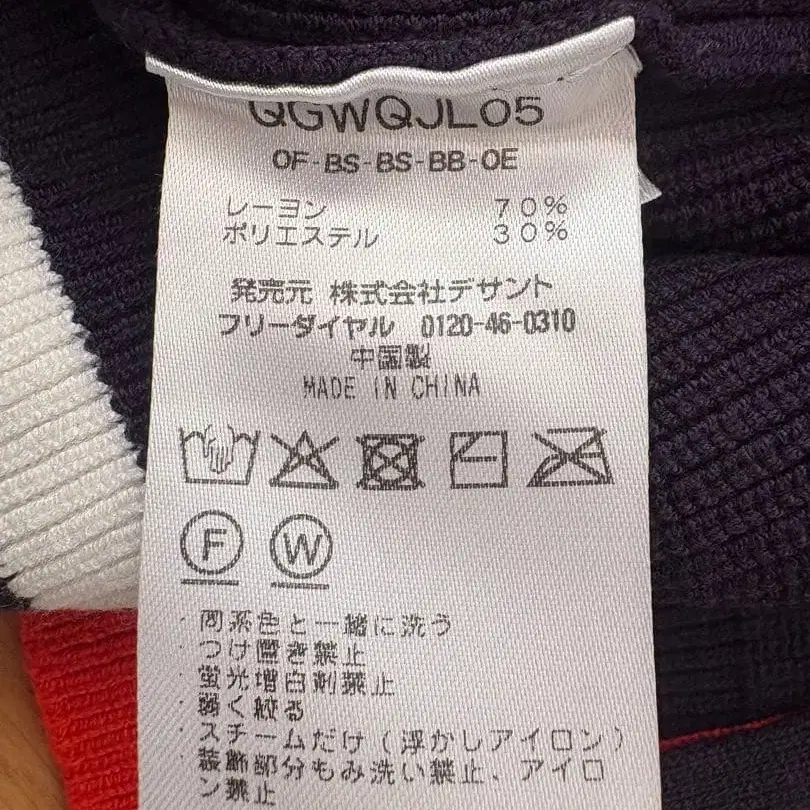 QGWQJL05
OF-BS-BS-BB-OE
レーヨン 70%
ポリエステル 30%
発売元 株式会社デサント
フリーダイヤル 0120-46-0310
中国製
MADE IN CHINA
F W
・同系色と一緒に洗う
・つけ置き禁止
・蛍光増白剤禁止
・弱く絞る
・スチームだけ(浮かしアイロン)
・装飾部分もみ洗い禁止、アイロ
ン禁止